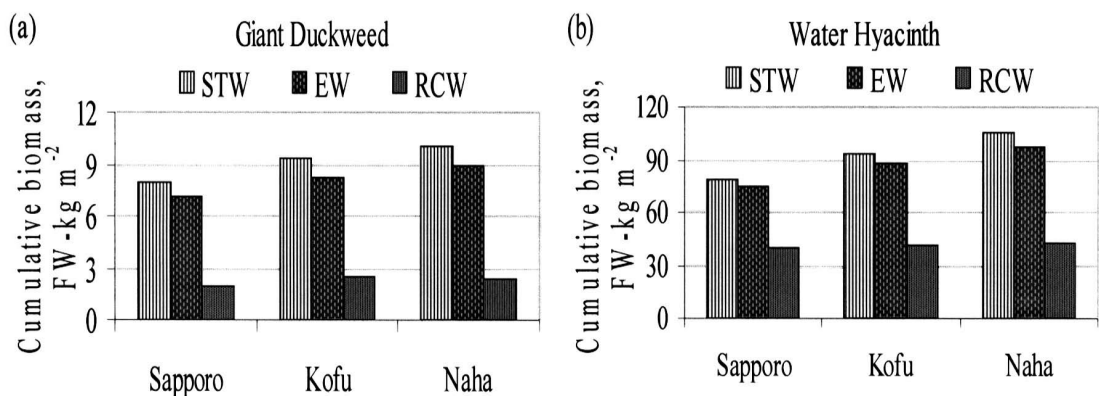 (a)
Giant Duckweed
STW EW RCW
Cumulative biomass,
FW-kg m-2
12
9
6
3
0
Sapporo Kofu Naha
(b)
Water Hyacinth
STW EW RCW
Cumulative biomass,
FW-kg m-2
120
90
60
30
0
Sapporo Kofu Naha